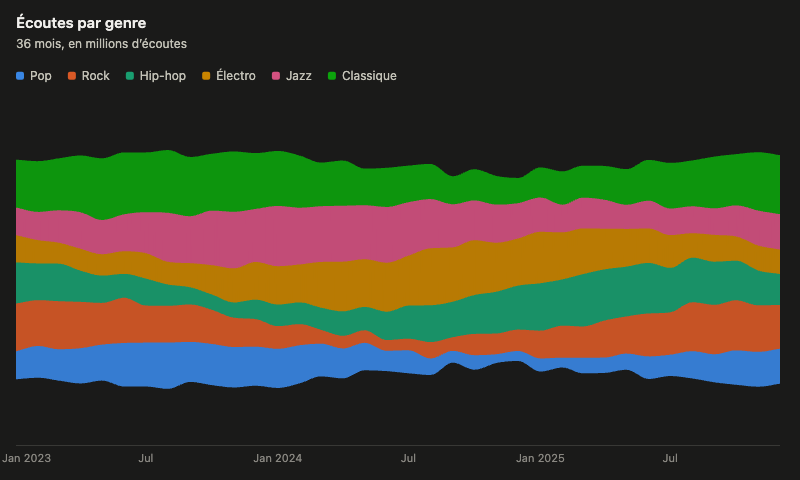 Écoutes par genre
36 mois, en millions d’écoutes
Pop Rock Hip-hop Électro Jazz Classique
Jan 2023 Jul Jan 2024 Jul Jan 2025 Jul